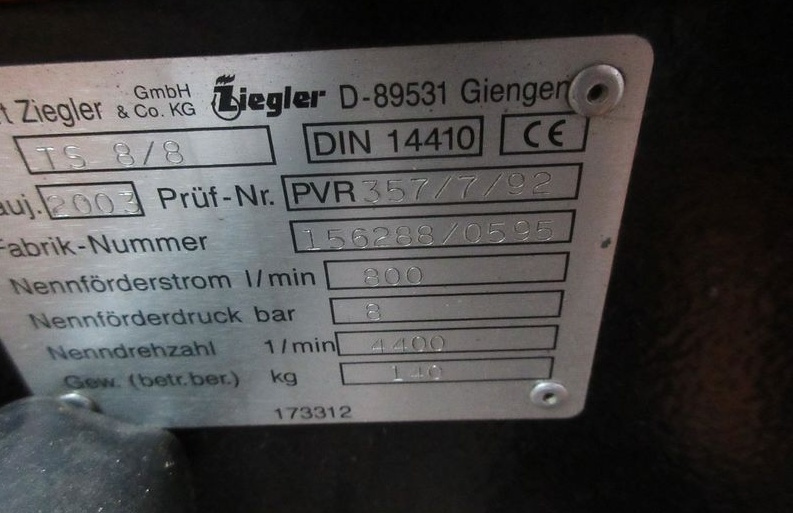 t Ziegler GmbH & Co. KG Ziegler D-89531 Giengen
TS 8/8 DIN 14410 CE
auj. 2003 Prüf-Nr. PVR 357/7/92
Fabrik-Nummer 156288/0595
Nennförderstrom l/min 800
Nennförderdruck bar 8
Nenndrehzahl 1/min 4400
Gew. (betr.ber.) kg 140
173312